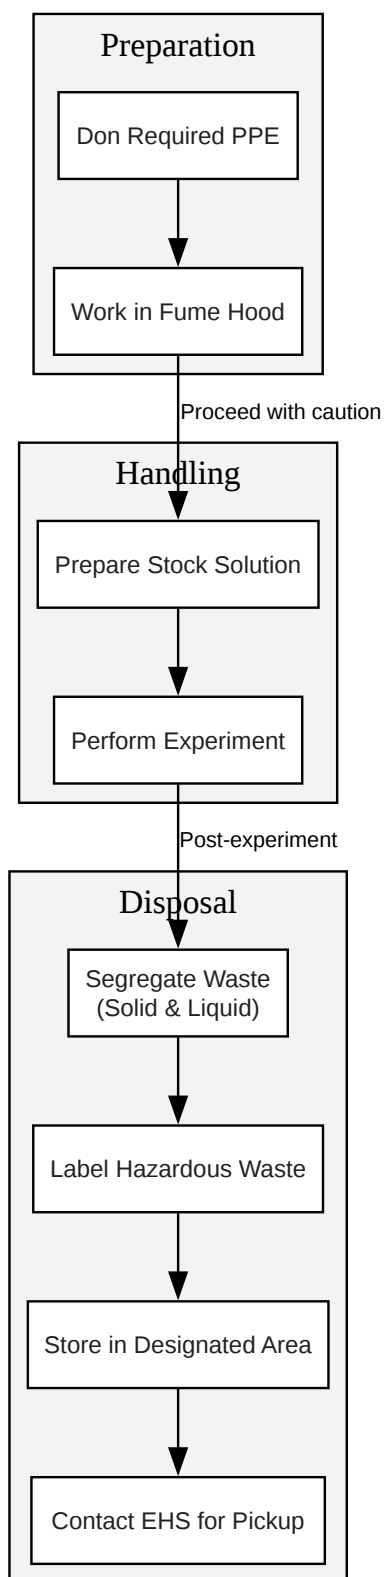 Preparation
Don Required PPE
Work in Fume Hood
Proceed with caution
Handling
Prepare Stock Solution
Perform Experiment
Post-experiment
Disposal
Segregate Waste
(Solid & Liquid)
Label Hazardous Waste
Store in Designated Area
Contact EHS for Pickup